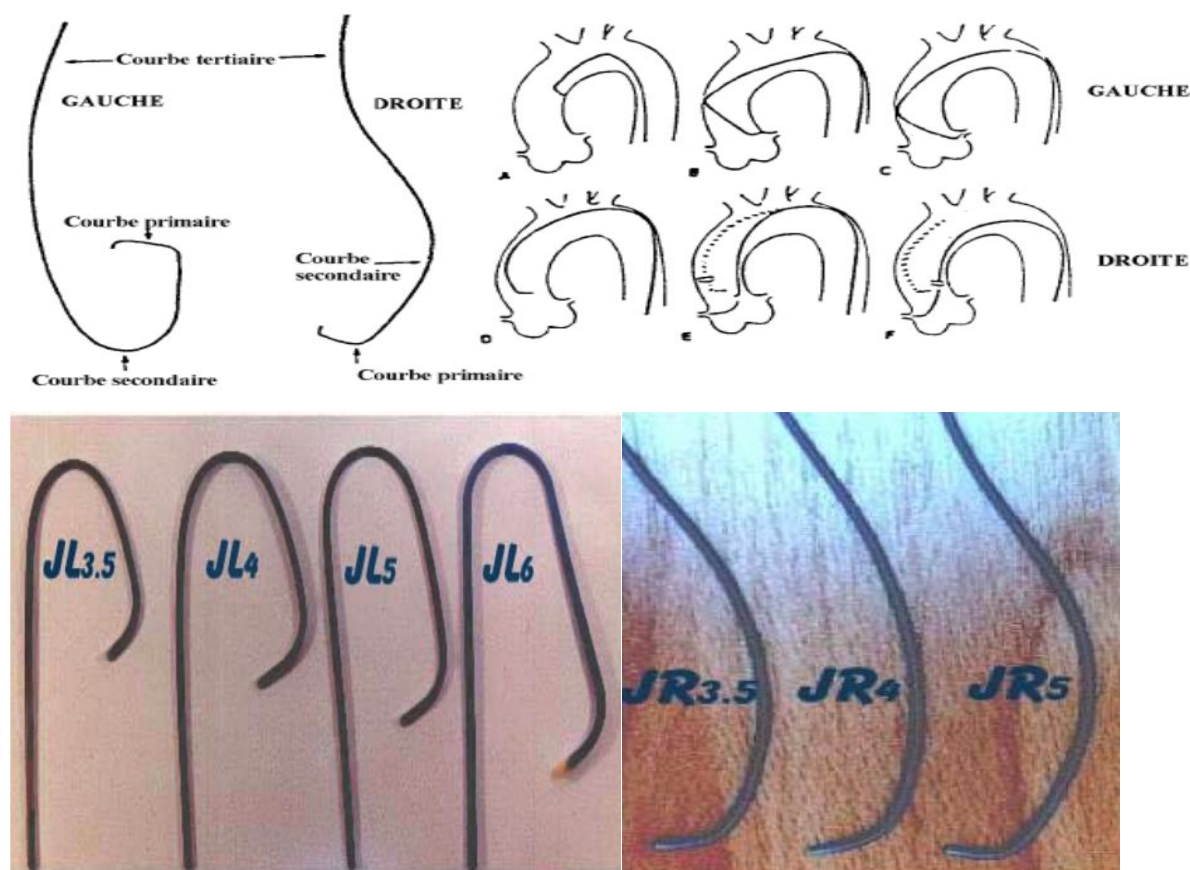 Courbe tertiaire
GAUCHE
DROITE
GAUCHE
Courbe primaire
Courbe
secondaire
DROITE
Courbe secondaire
Courbe primaire
A
B
C
D
E
F
JL3.5
JL4
JL5
JL6
JR3.5
JR4
JR5